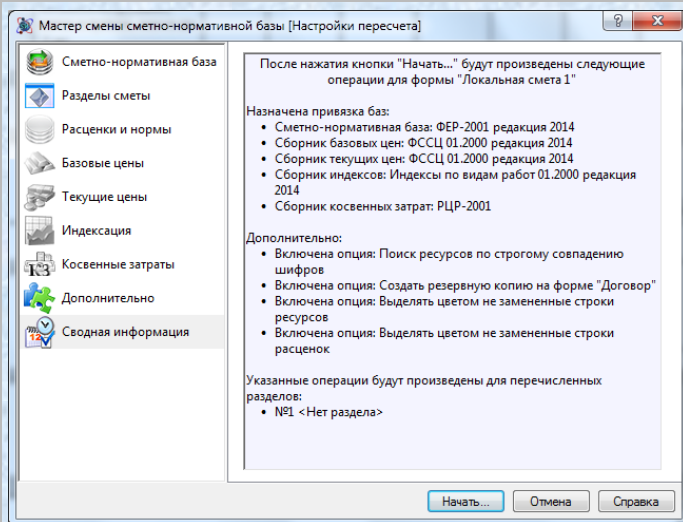 Мастер смены сметно-нормативной базы [Настройки пересчета]
Сметно-нормативная база
Разделы сметы
Расценки и нормы
Базовые цены
Текущие цены
Индексация
Косвенные затраты
Дополнительно
Сводная информация
После нажатия кнопки "Начать..." будут произведены следующие
операции для формы "Локальная смета 1"
Назначена привязка баз:
• Сметно-нормативная база: ФЕР-2001 редакция 2014
• Сборник базовых цен: ФССЦ 01.2000 редакция 2014
• Сборник текущих цен: ФССЦ 01.2000 редакция 2014
• Сборник индексов: Индексы по видам работ 01.2000 редакция
2014
• Сборник косвенных затрат: РЦР-2001
Дополнительно:
• Включена опция: Поиск ресурсов по строгому совпадению
шифров
• Включена опция: Создать резервную копию на форме "Договор"
• Включена опция: Выделять цветом не замененные строки
ресурсов
• Включена опция: Выделять цветом не замененные строки
расценок
Указанные операции будут произведены для перечисленных
разделов:
• №1 <Нет раздела>
Начать...
Отмена
Справка